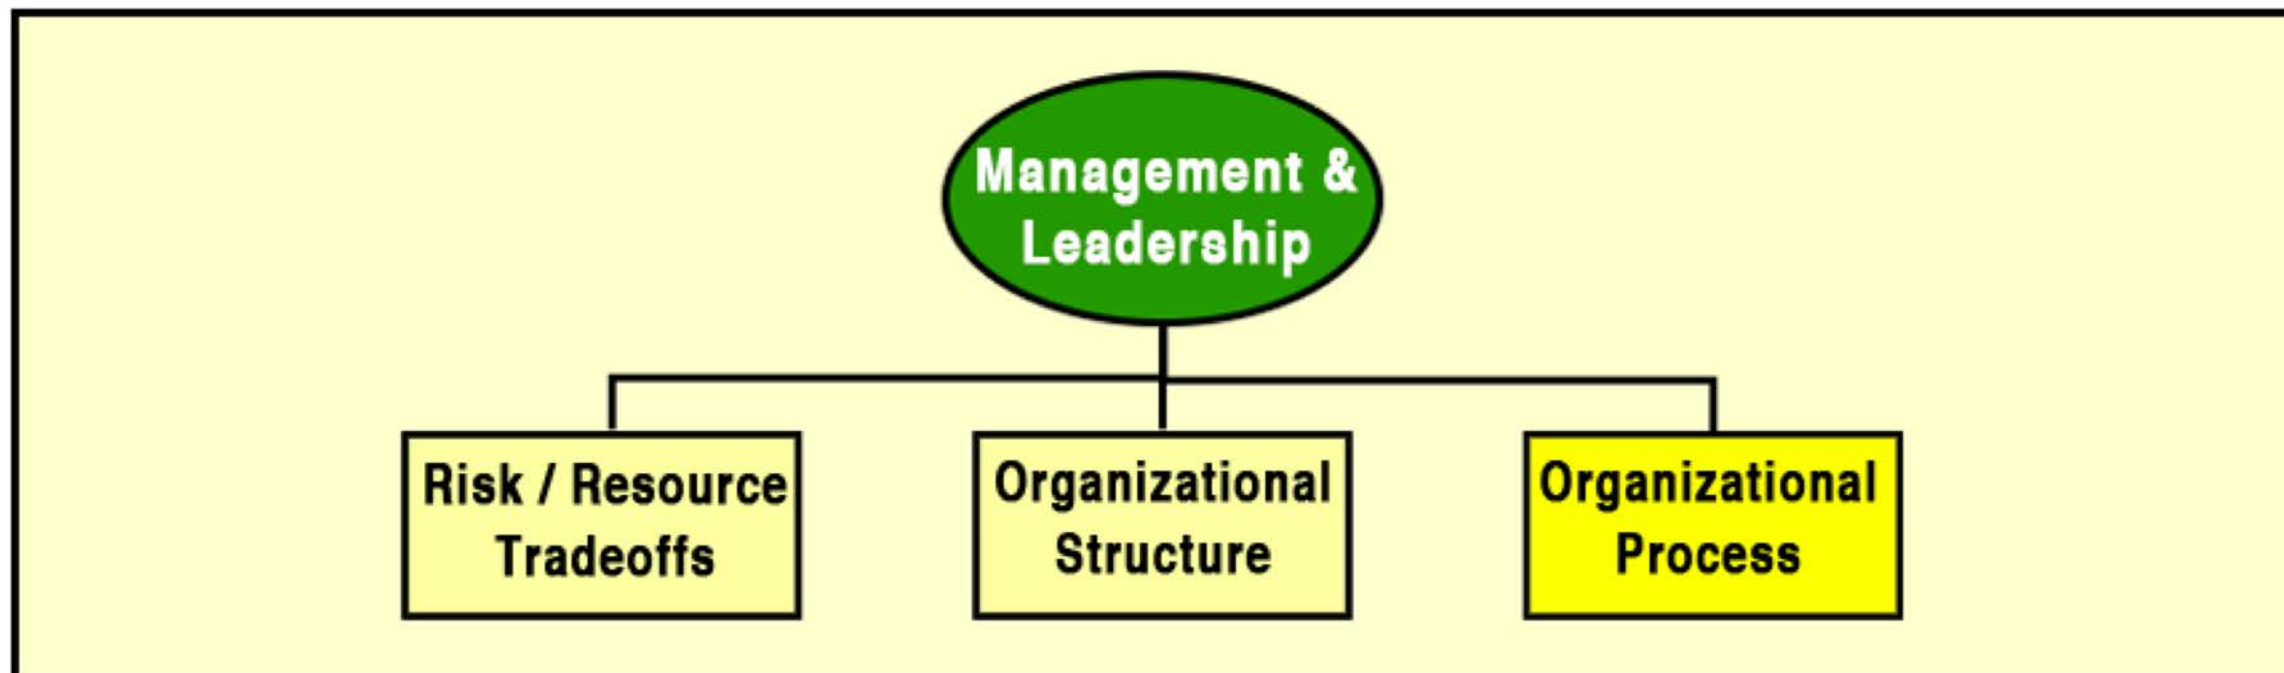 Management &
Leadership
Risk / Resource
Tradeoffs
Organizational
Structure
Organizational
Process